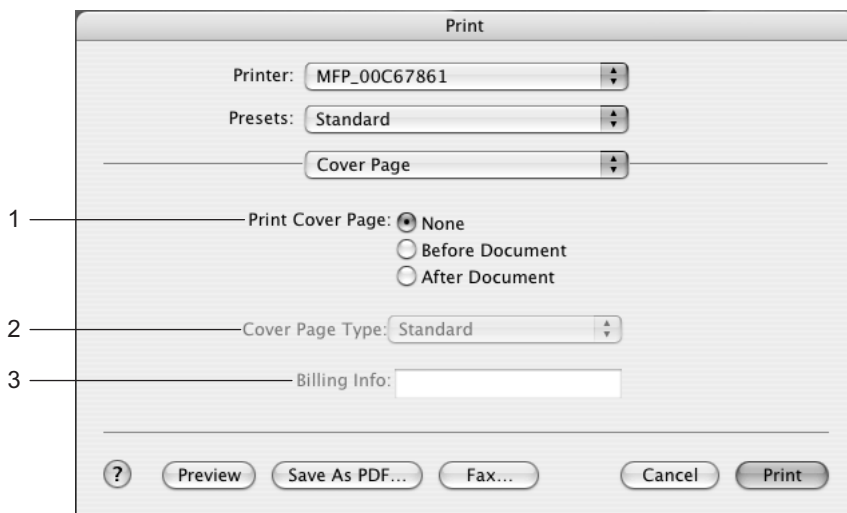 Print
Printer: MFP_00C67861
Presets: Standard
Cover Page
1 Print Cover Page: None
Before Document
After Document
2 Cover Page Type: Standard
3 Billing Info:
? Preview Save As PDF... Fax... Cancel Print